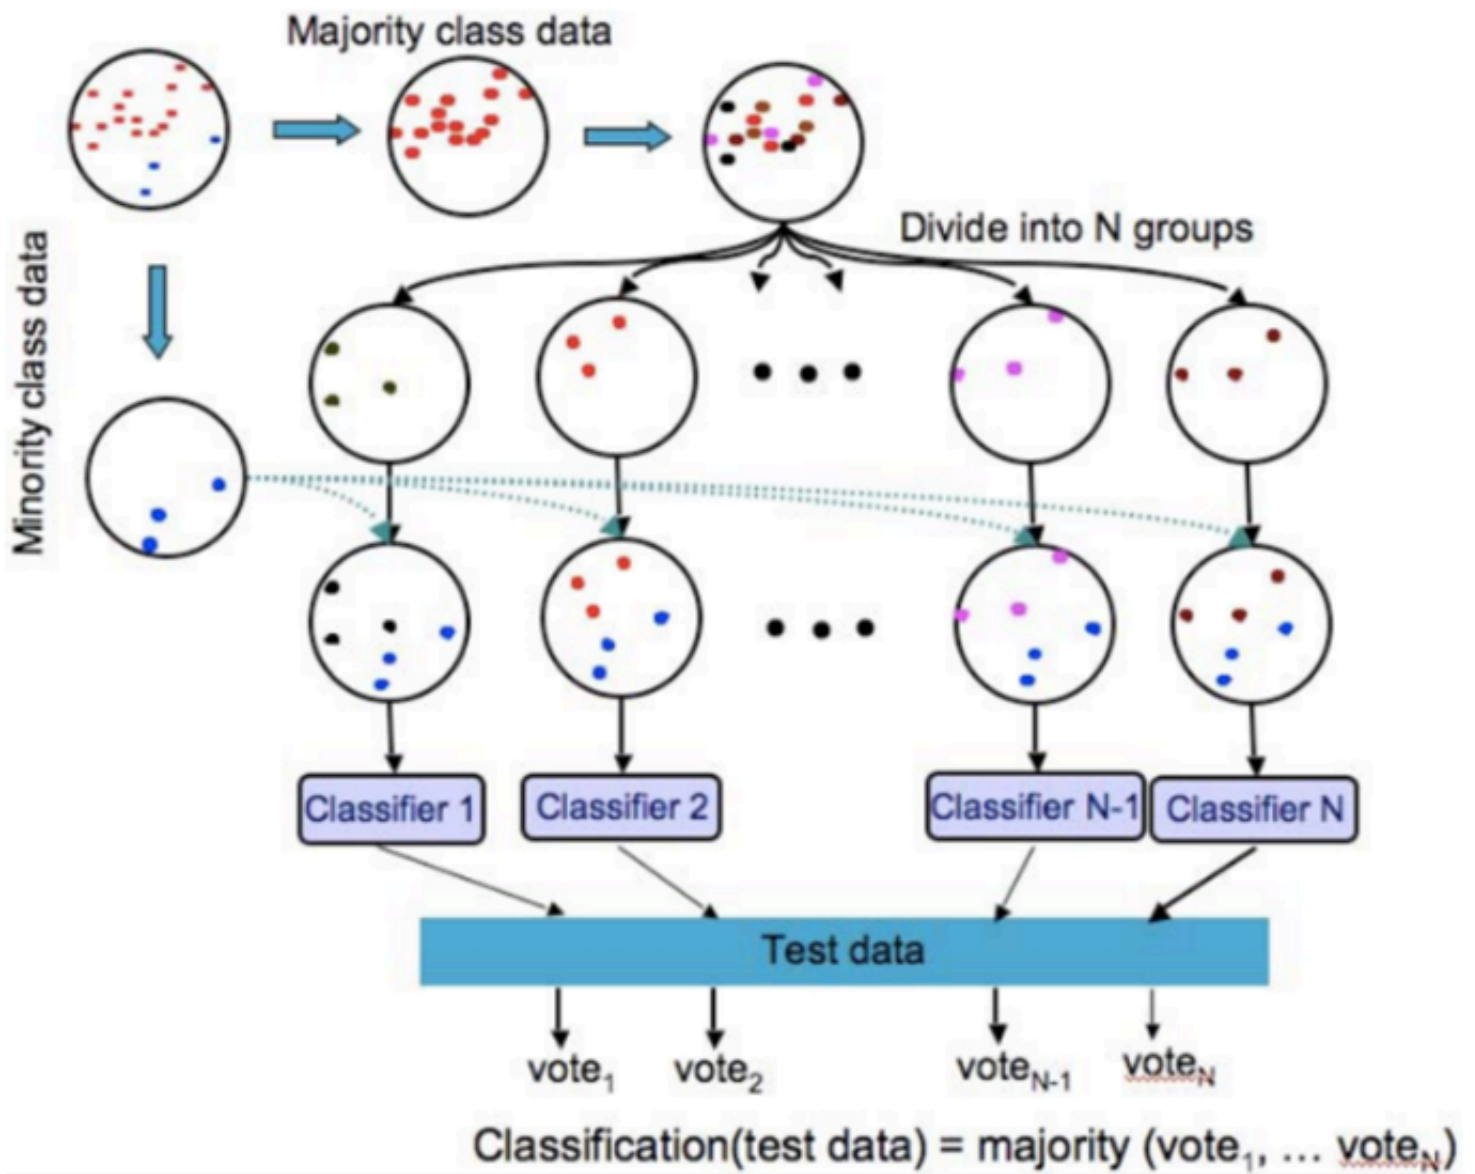 Majority class data
Divide into N groups
Minority class data
Classifier 1
Classifier 2
Classifier N-1
Classifier N
Test data
vote₁
vote₂
voteN-1
voteN
Classification(test data) = majority (vote₁, ... voteN)